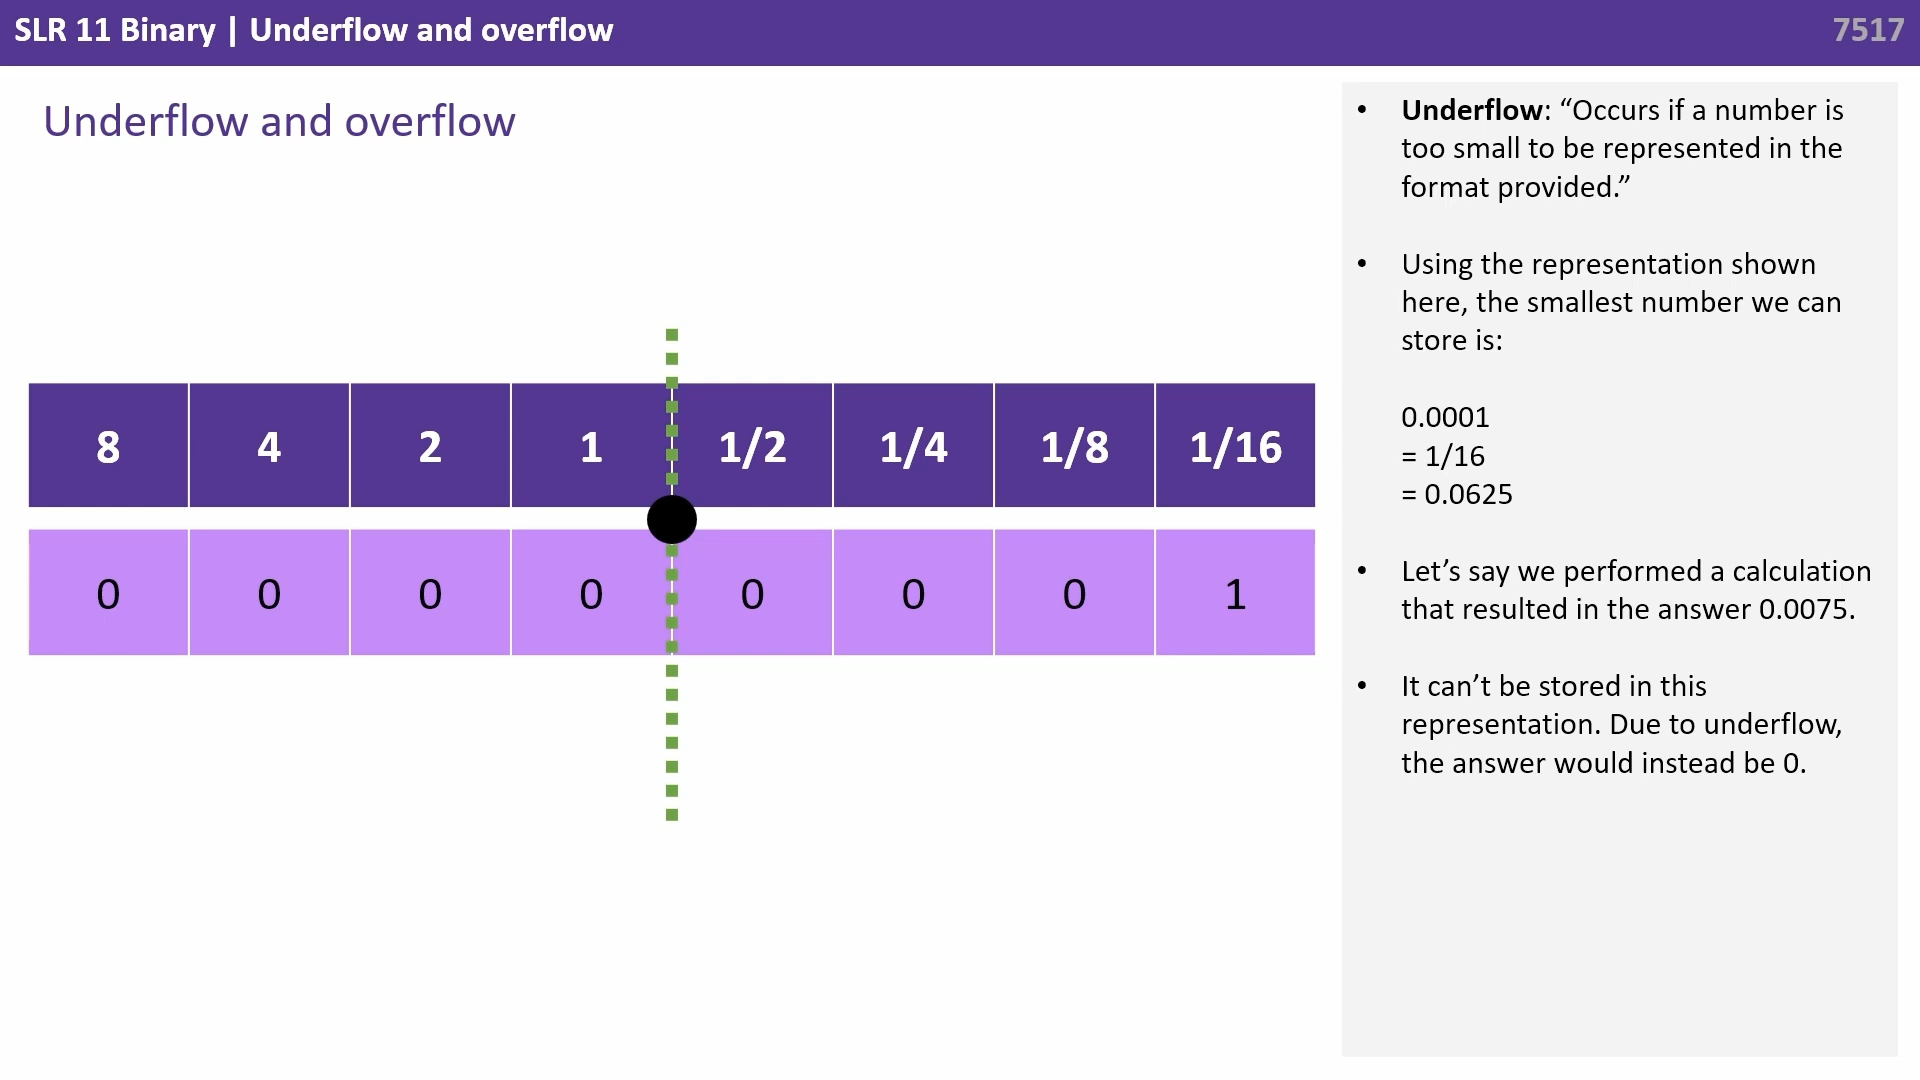 SLR 11 Binary | Underflow and overflow
7517
Underflow and overflow
8 4 2 1 1/2 1/4 1/8 1/16
0 0 0 0 0 0 0 1
• Underflow: “Occurs if a number is
too small to be represented in the
format provided.”
• Using the representation shown
here, the smallest number we can
store is:
0.0001
= 1/16
= 0.0625
• Let’s say we performed a calculation
that resulted in the answer 0.0075.
• It can’t be stored in this
representation. Due to underflow,
the answer would instead be 0.